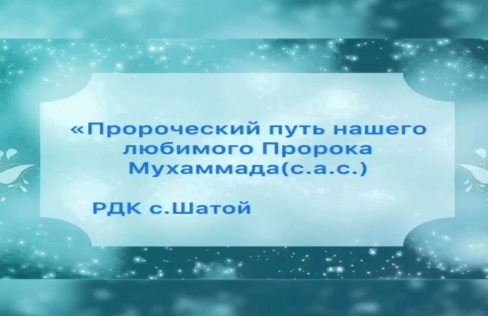 «Пророческий путь нашего
любимого Пророка
Мухаммада(с.а.с.)
РДК с.Шатой